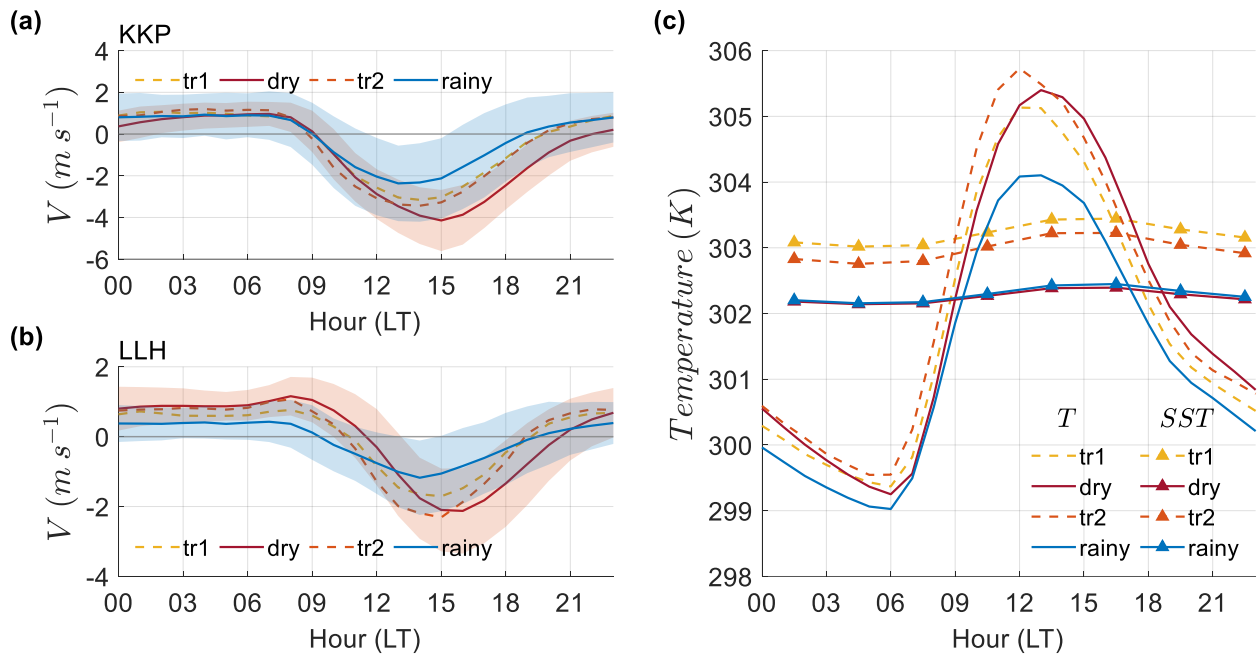 (a)
KKP
4
2
0
-2
-4
-6
V (m s⁻¹)
tr1 dry tr2 rainy
00 03 06 09 12 15 18 21
Hour (LT)
(b)
LLH
2
0
-2
-4
V (m s⁻¹)
tr1 dry tr2 rainy
00 03 06 09 12 15 18 21
Hour (LT)
(c)
306
305
304
303
302
301
300
299
298
Temperature (K)
T SST
tr1 tr1
dry dry
tr2 tr2
rainy rainy
00 03 06 09 12 15 18 21
Hour (LT)